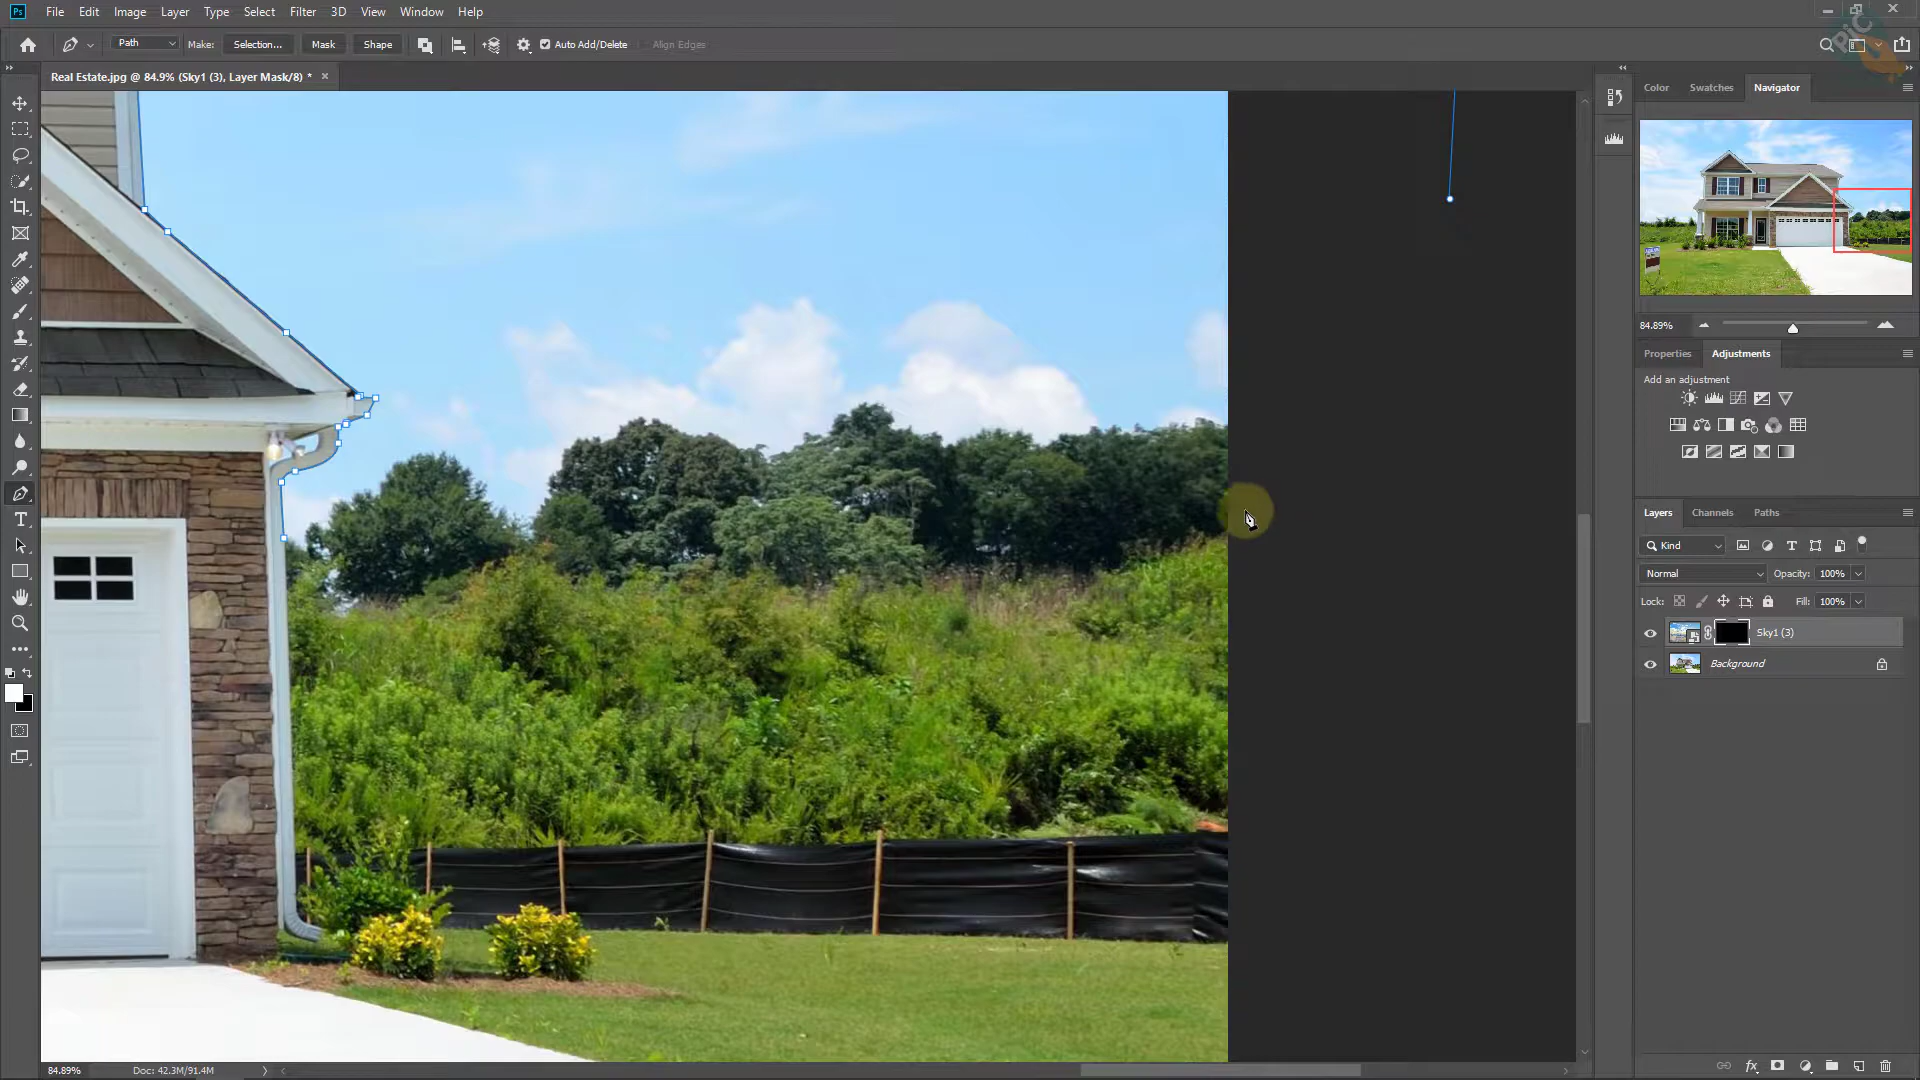 Ps File Edit Image Layer Type Select Filter 3D View Window Help
PiC
Path Make: Selection... Mask Shape Auto Add/Delete Align Edges
Real Estate.jpg @ 84.9% (Sky1 (3), Layer Mask/8) * ×
Color Swatches Navigator
84.89%
Properties Adjustments
Add an adjustment
Layers Channels Paths
Kind
Normal Opacity: 100%
Lock: Fill: 100%
Sky1 (3)
Background
84.89% Doc: 42.3M/91.4M